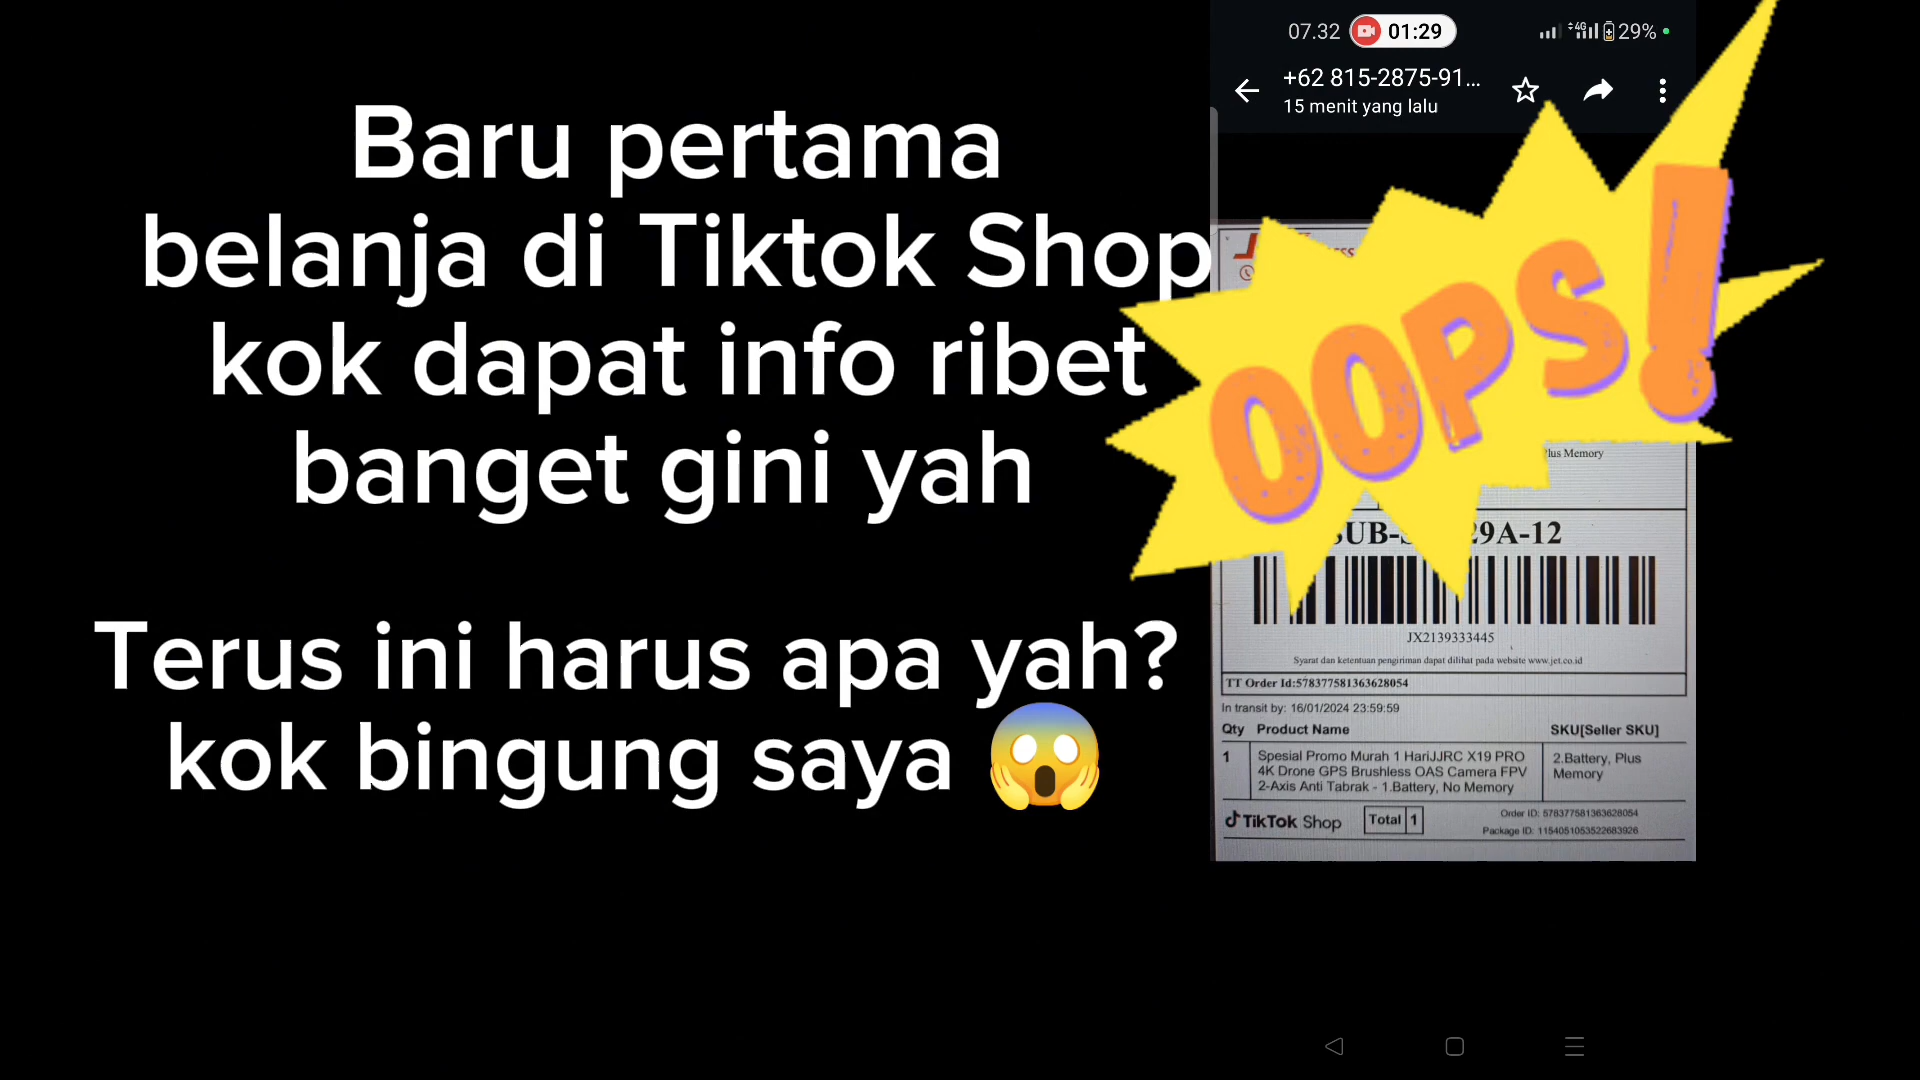 Baru pertama
belanja di Tiktok Shop
kok dapat info ribet
banget gini yah
Terus ini harus apa yah?
kok bingung saya 😱
07.32 01:29 4G 29%
+62 815-2875-91...
15 menit yang lalu
OOPS!
Memory
9A-12
JX2139333445
Syarat dan ketentuan pengiriman dapat dilihat pada website www.jet.co.id
TT Order Id:578377581363628054
In transit by: 16/01/2024 23:59:59
Qty Product Name SKU[Seller SKU]
1 Spesial Promo Murah 1 HariJJRC X19 PRO 2.Battery, Plus
4K Drone GPS Brushless OAS Camera FPV Memory
2-Axis Anti Tabrak - 1.Battery, No Memory
TikTok Shop Total 1 Order ID: 578377581363628054
Package ID: 1154051053522683926